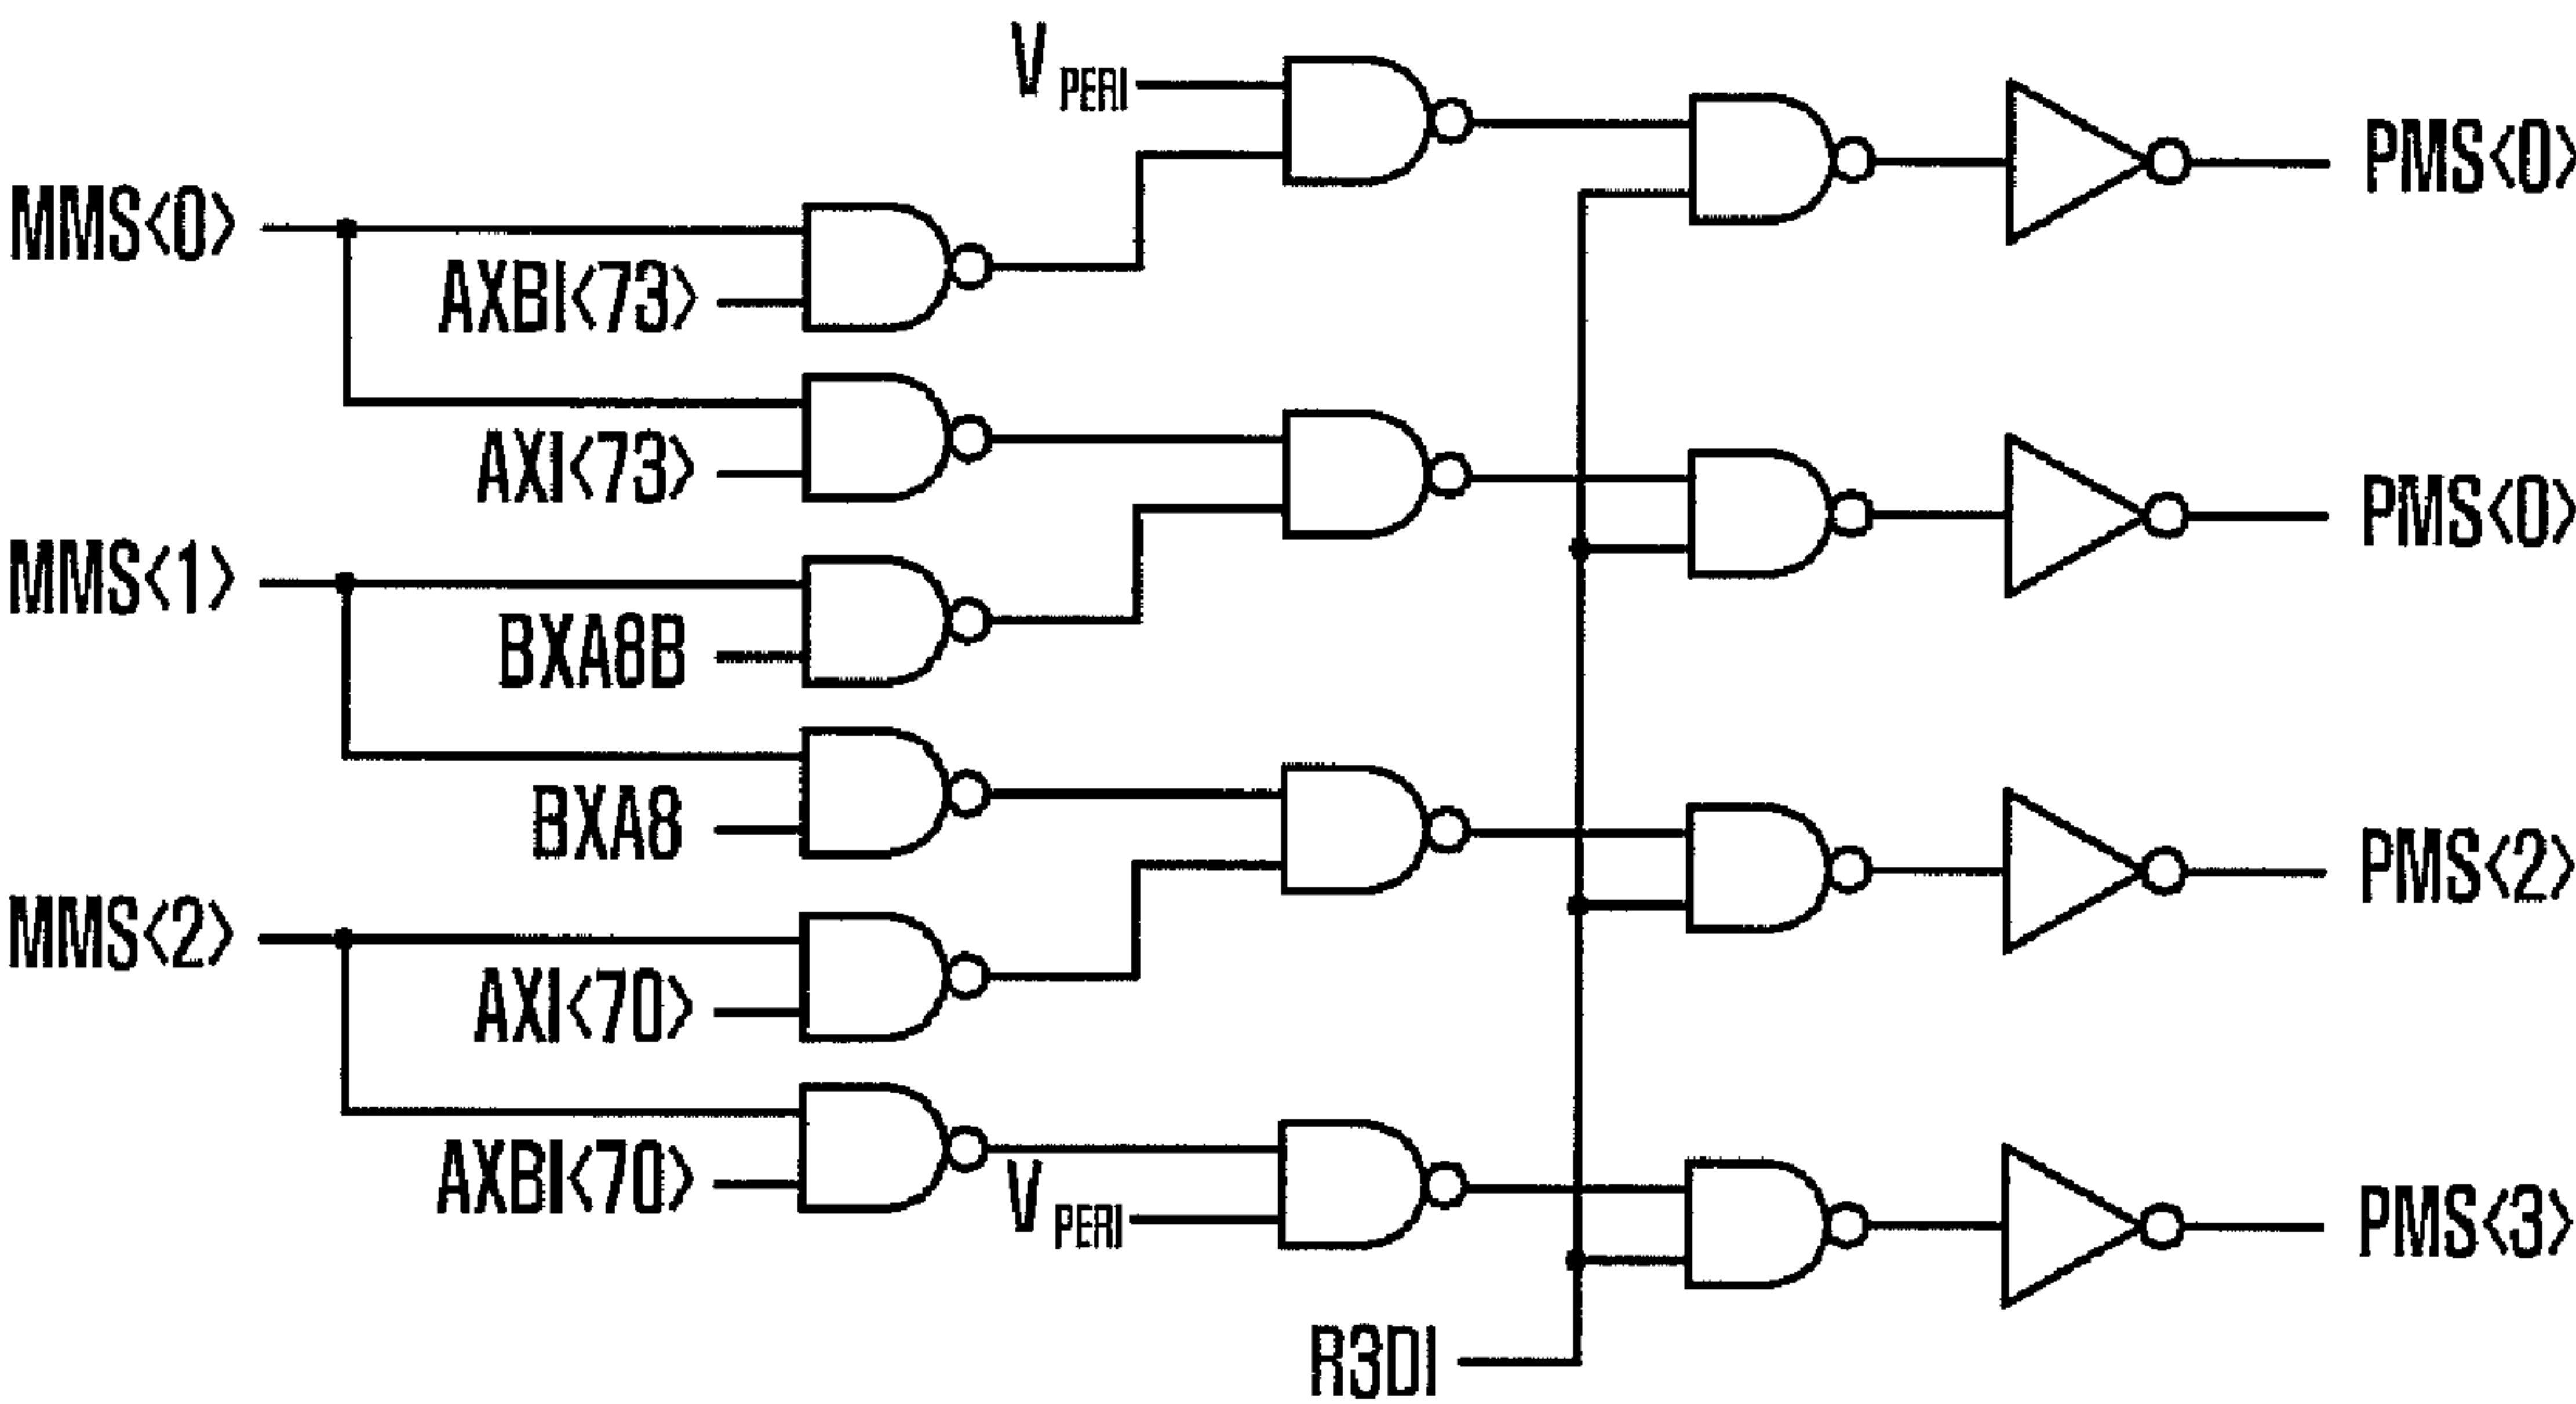 VPERI
MMS<0>
PMS<0>
AXBI<73>
AXI<73>
PMS<0>
MMS<1>
BXA8B
BXA8
PMS<2>
MMS<2>
AXI<70>
AXBI<70>
VPERI
PMS<3>
R3DI